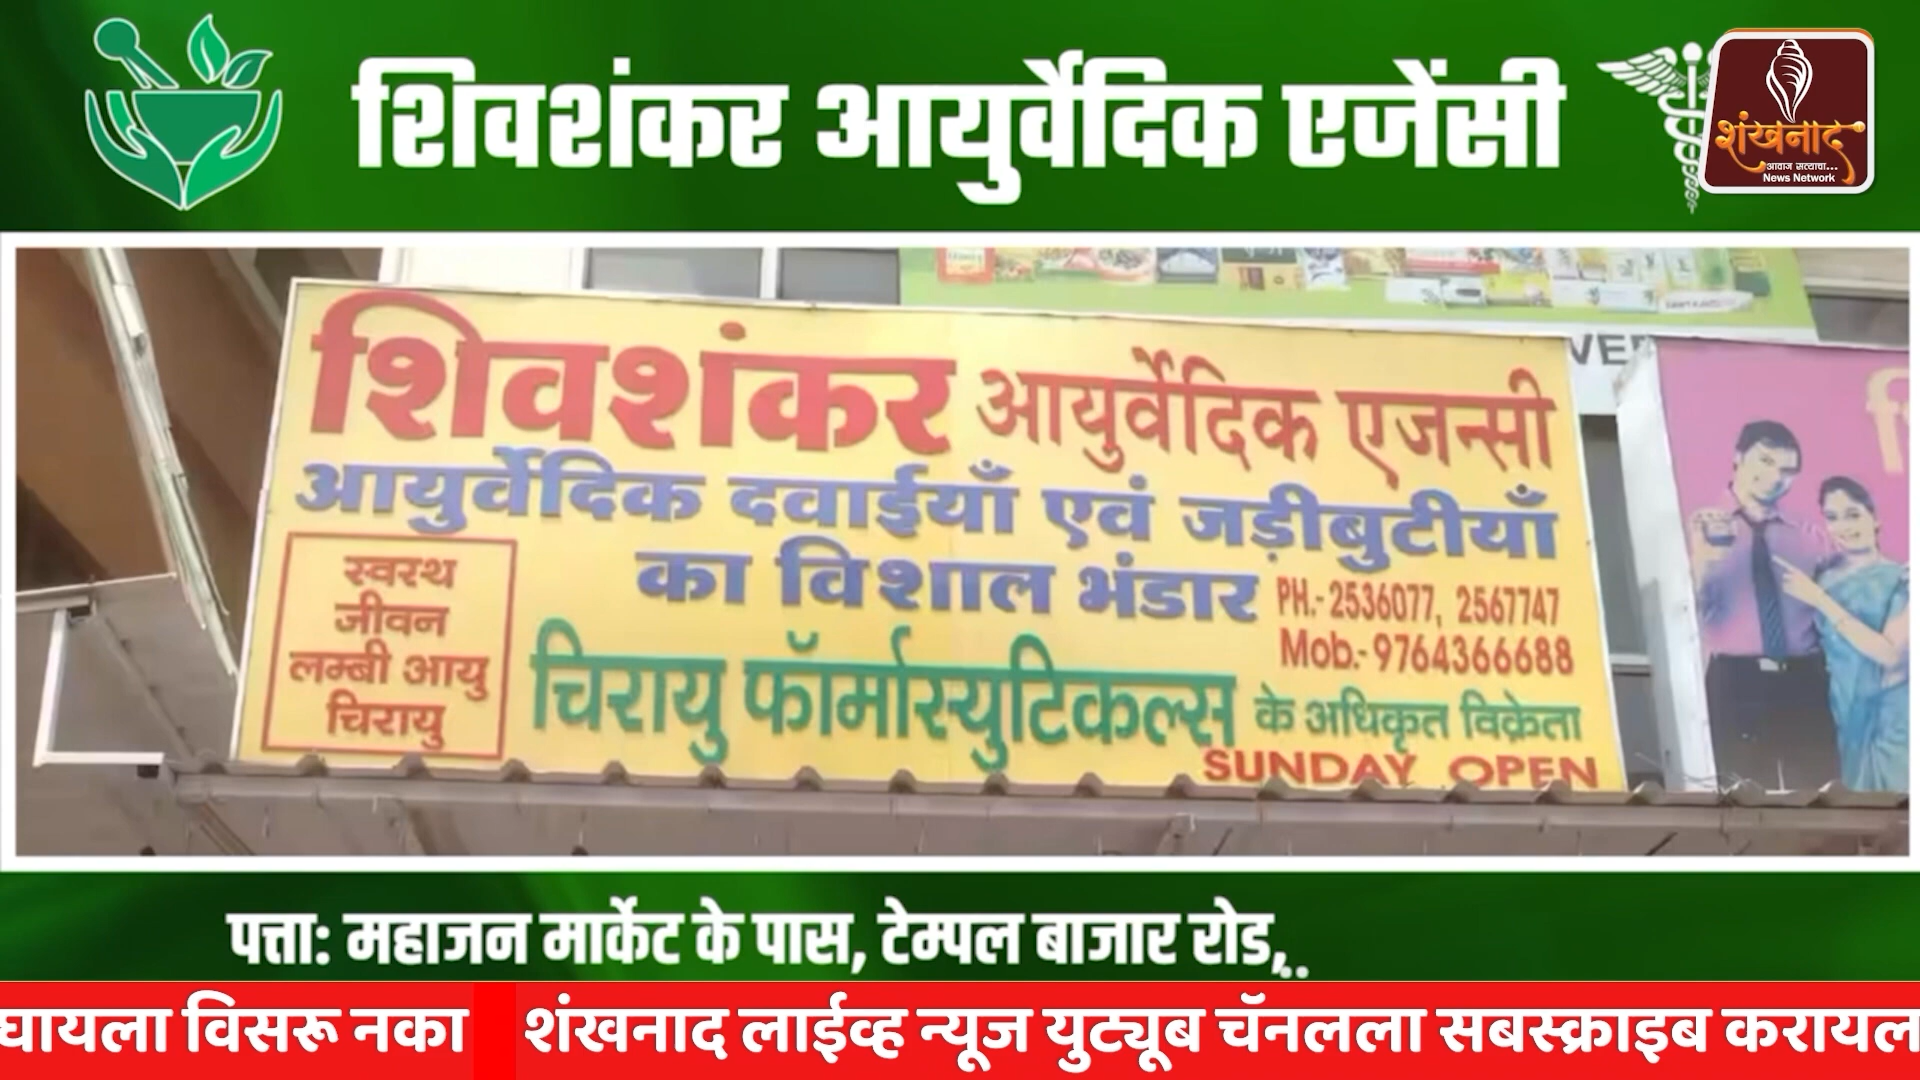 शिवशंकर आयुर्वेदिक एजेंसी
शंखनाद
आवाज सत्याचा...
News Network
शिवशंकर आयुर्वेदिक एजन्सी
आयुर्वेदिक दवाईयाँ एवं जड़ीबुटीयाँ
का विशाल भंडार
PH.- 2536077, 2567747
Mob.- 9764366688
स्वस्थ
जीवन
लम्बी आयु
चिरायु
चिरायु फॉर्मास्युटिकल्स के अधिकृत विक्रेता
SUNDAY OPEN
पत्ता: महाजन मार्केट के पास, टेम्पल बाजार रोड,..
घायला विसरू नका शंखनाद लाईव्ह न्यूज युट्यूब चॅनलला सबस्क्राइब करायल